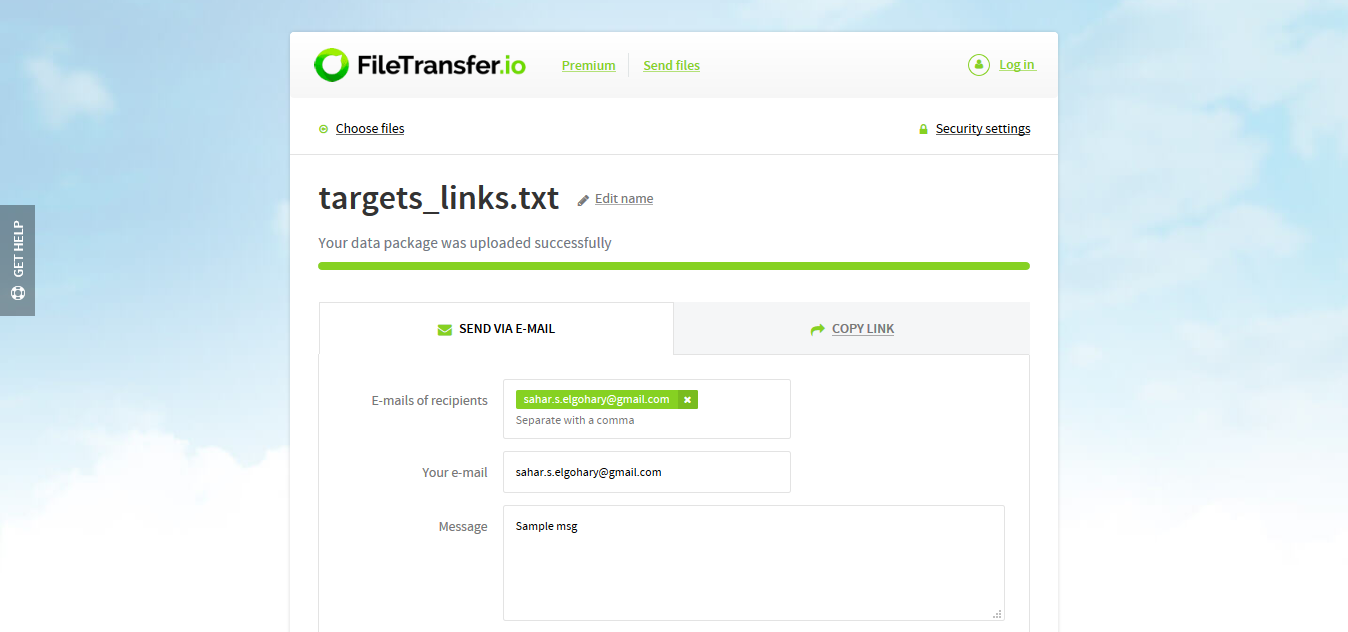 FileTransfer.io
Premium
Send files
Log in
Choose files
Security settings
targets_links.txt
Edit name
Your data package was uploaded successfully
GET HELP
SEND VIA E-MAIL
COPY LINK
E-mails of recipients
sahar.s.elgohary@gmail.com
Separate with a comma
Your e-mail
sahar.s.elgohary@gmail.com
Message
Sample msg